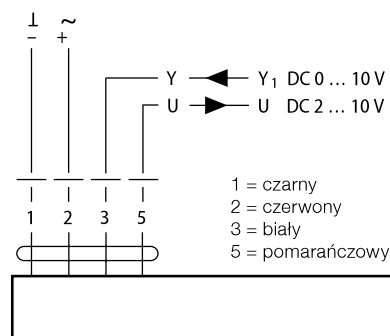 ⊥ ~
− +
Y Y1 DC 0 ... 10 V
U U DC 2 ... 10 V
1 2 3 5
1 = czarny
2 = czerwony
3 = biały
5 = pomarańczowy